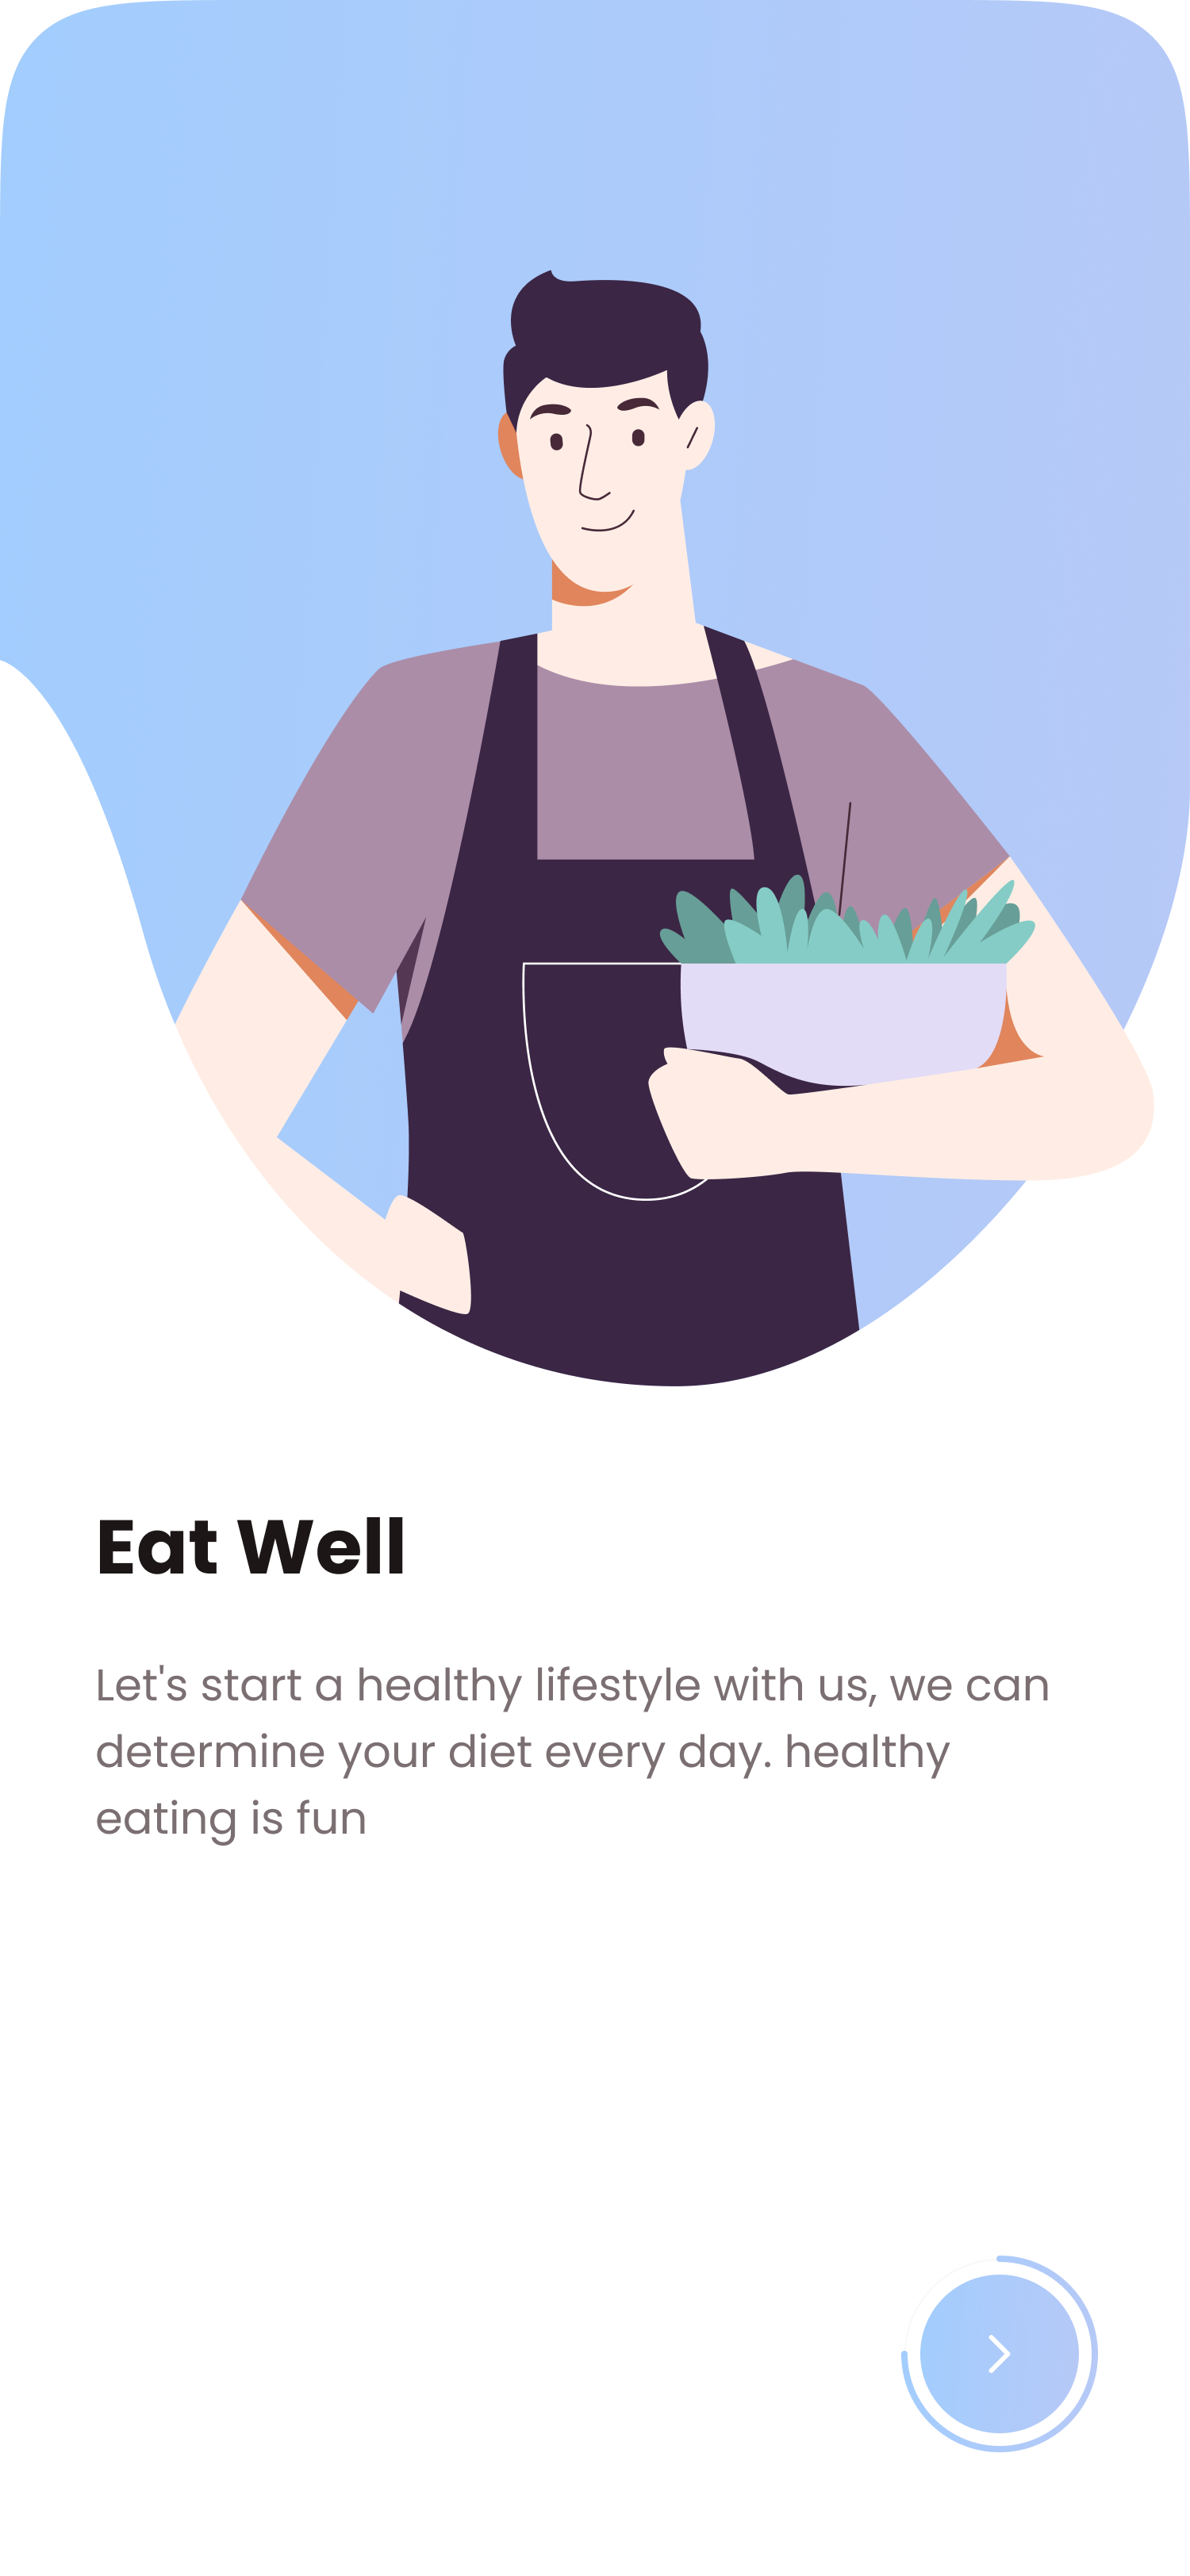 Eat Well
Let's start a healthy lifestyle with us, we can
determine your diet every day. healthy
eating is fun